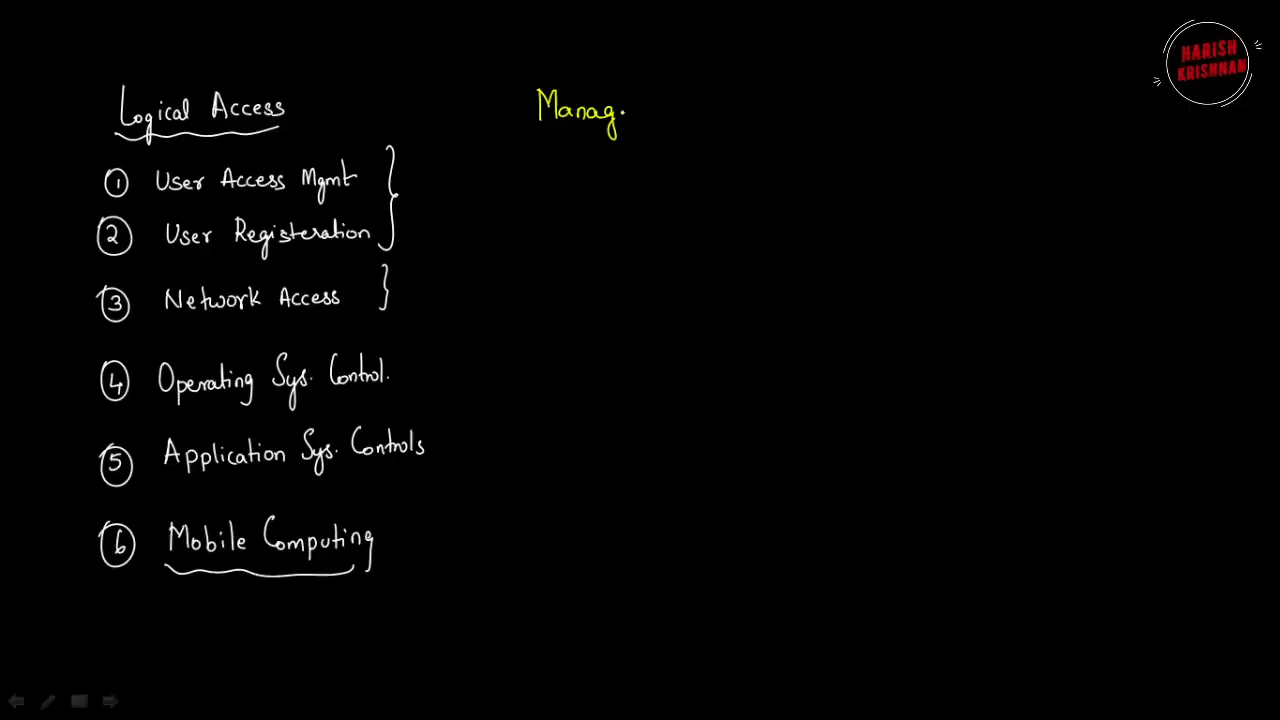 HARISH
KRISHNAN
Logical Access
Manag.
1 User Access Mgmt
2 User Registeration
3 Network Access
4 Operating Sys. Control.
5 Application Sys. Controls
6 Mobile Computing